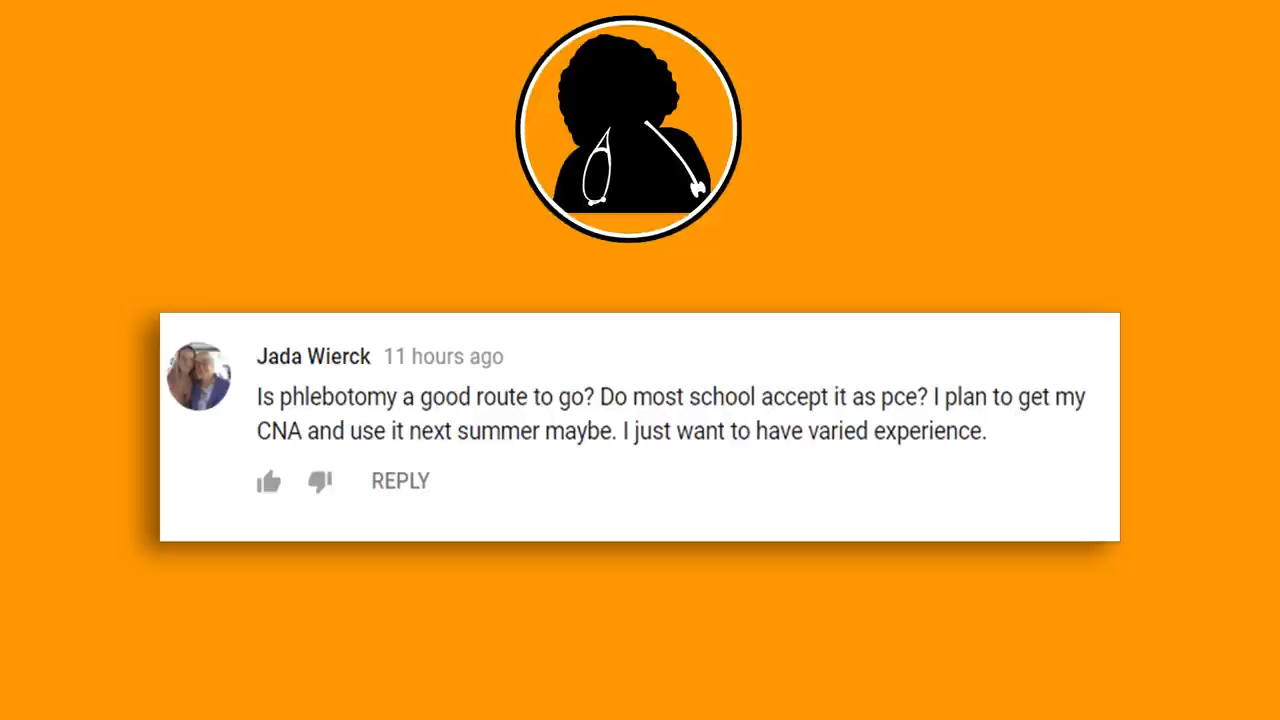 Jada Wierck 11 hours ago
Is phlebotomy a good route to go? Do most school accept it as pce? I plan to get my
CNA and use it next summer maybe. I just want to have varied experience.
REPLY